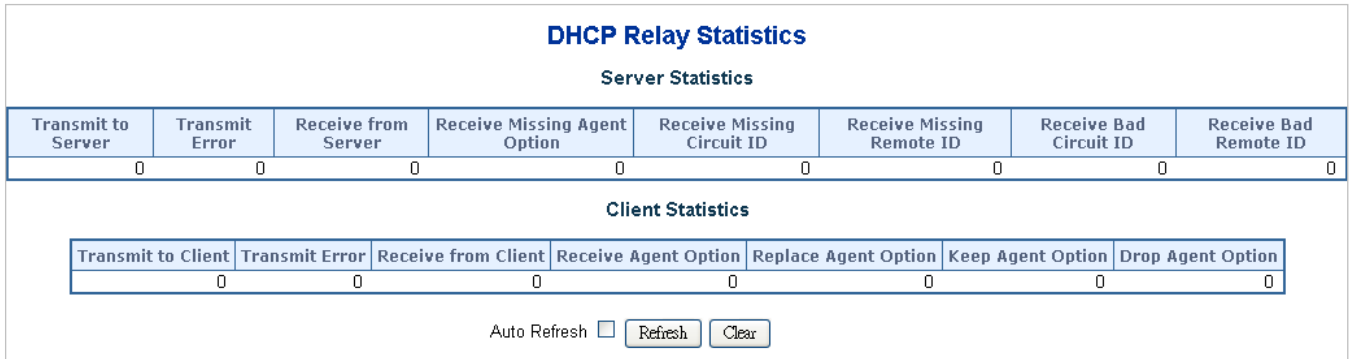 DHCP Relay Statistics
Server Statistics
Transmit to Server Transmit Error Receive from Server Receive Missing Agent Option Receive Missing Circuit ID Receive Missing Remote ID Receive Bad Circuit ID Receive Bad Remote ID
0 0 0 0 0 0 0 0
Client Statistics
Transmit to Client Transmit Error Receive from Client Receive Agent Option Replace Agent Option Keep Agent Option Drop Agent Option
0 0 0 0 0 0 0
Auto Refresh Refresh Clear